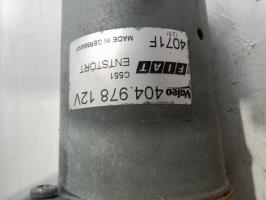 Valeo 404.978 12V
C551
FIAT ENTSTÖRT
4071F
MADE IN GERMANY